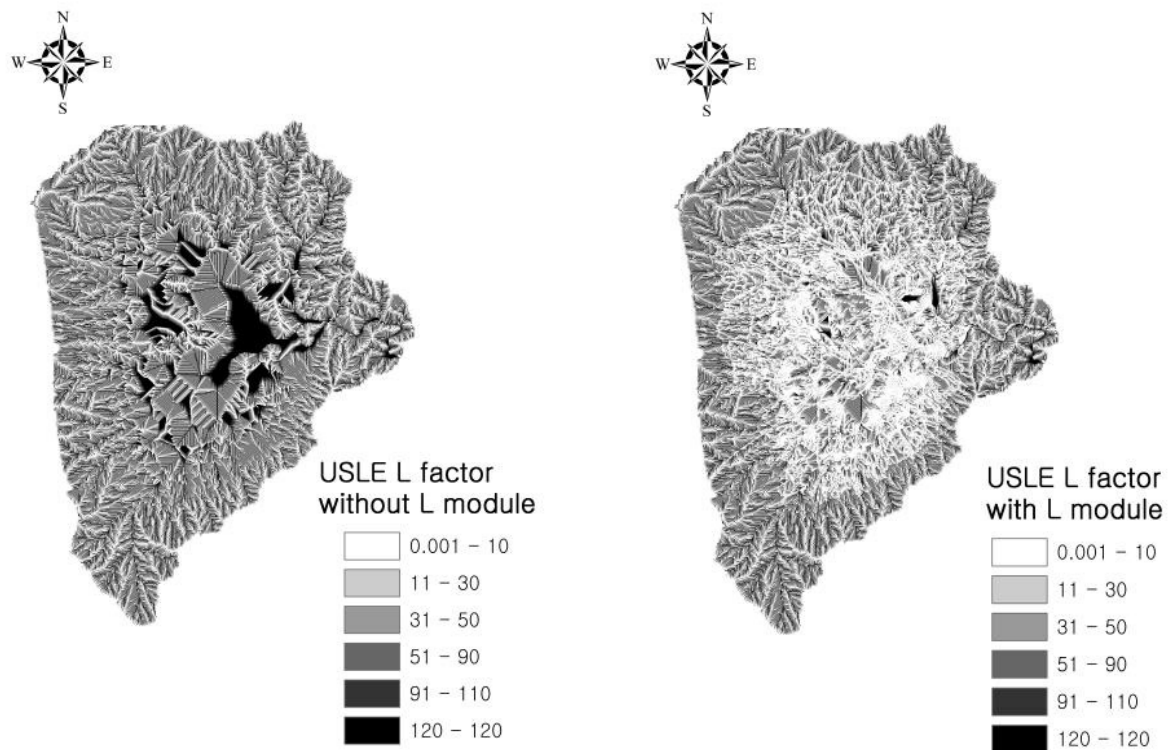 N
W E
S
N
W E
S
USLE L factor
without L module
0.001 - 10
11 - 30
31 - 50
51 - 90
91 - 110
120 - 120
USLE L factor
with L module
0.001 - 10
11 - 30
31 - 50
51 - 90
91 - 110
120 - 120